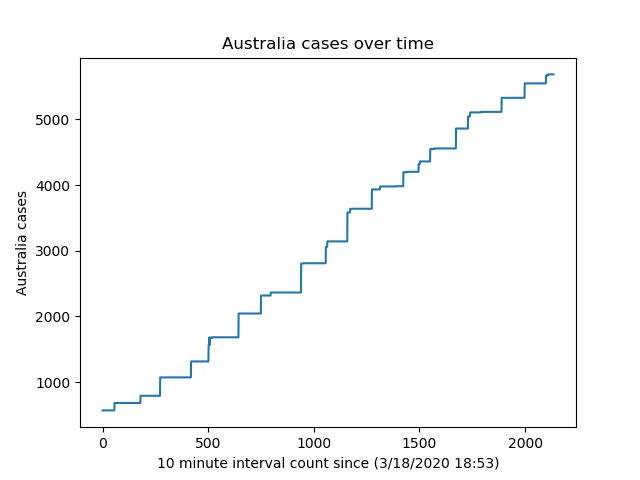 Australia cases over time
Australia cases
5000
4000
3000
2000
1000
0 500 1000 1500 2000
10 minute interval count since (3/18/2020 18:53)